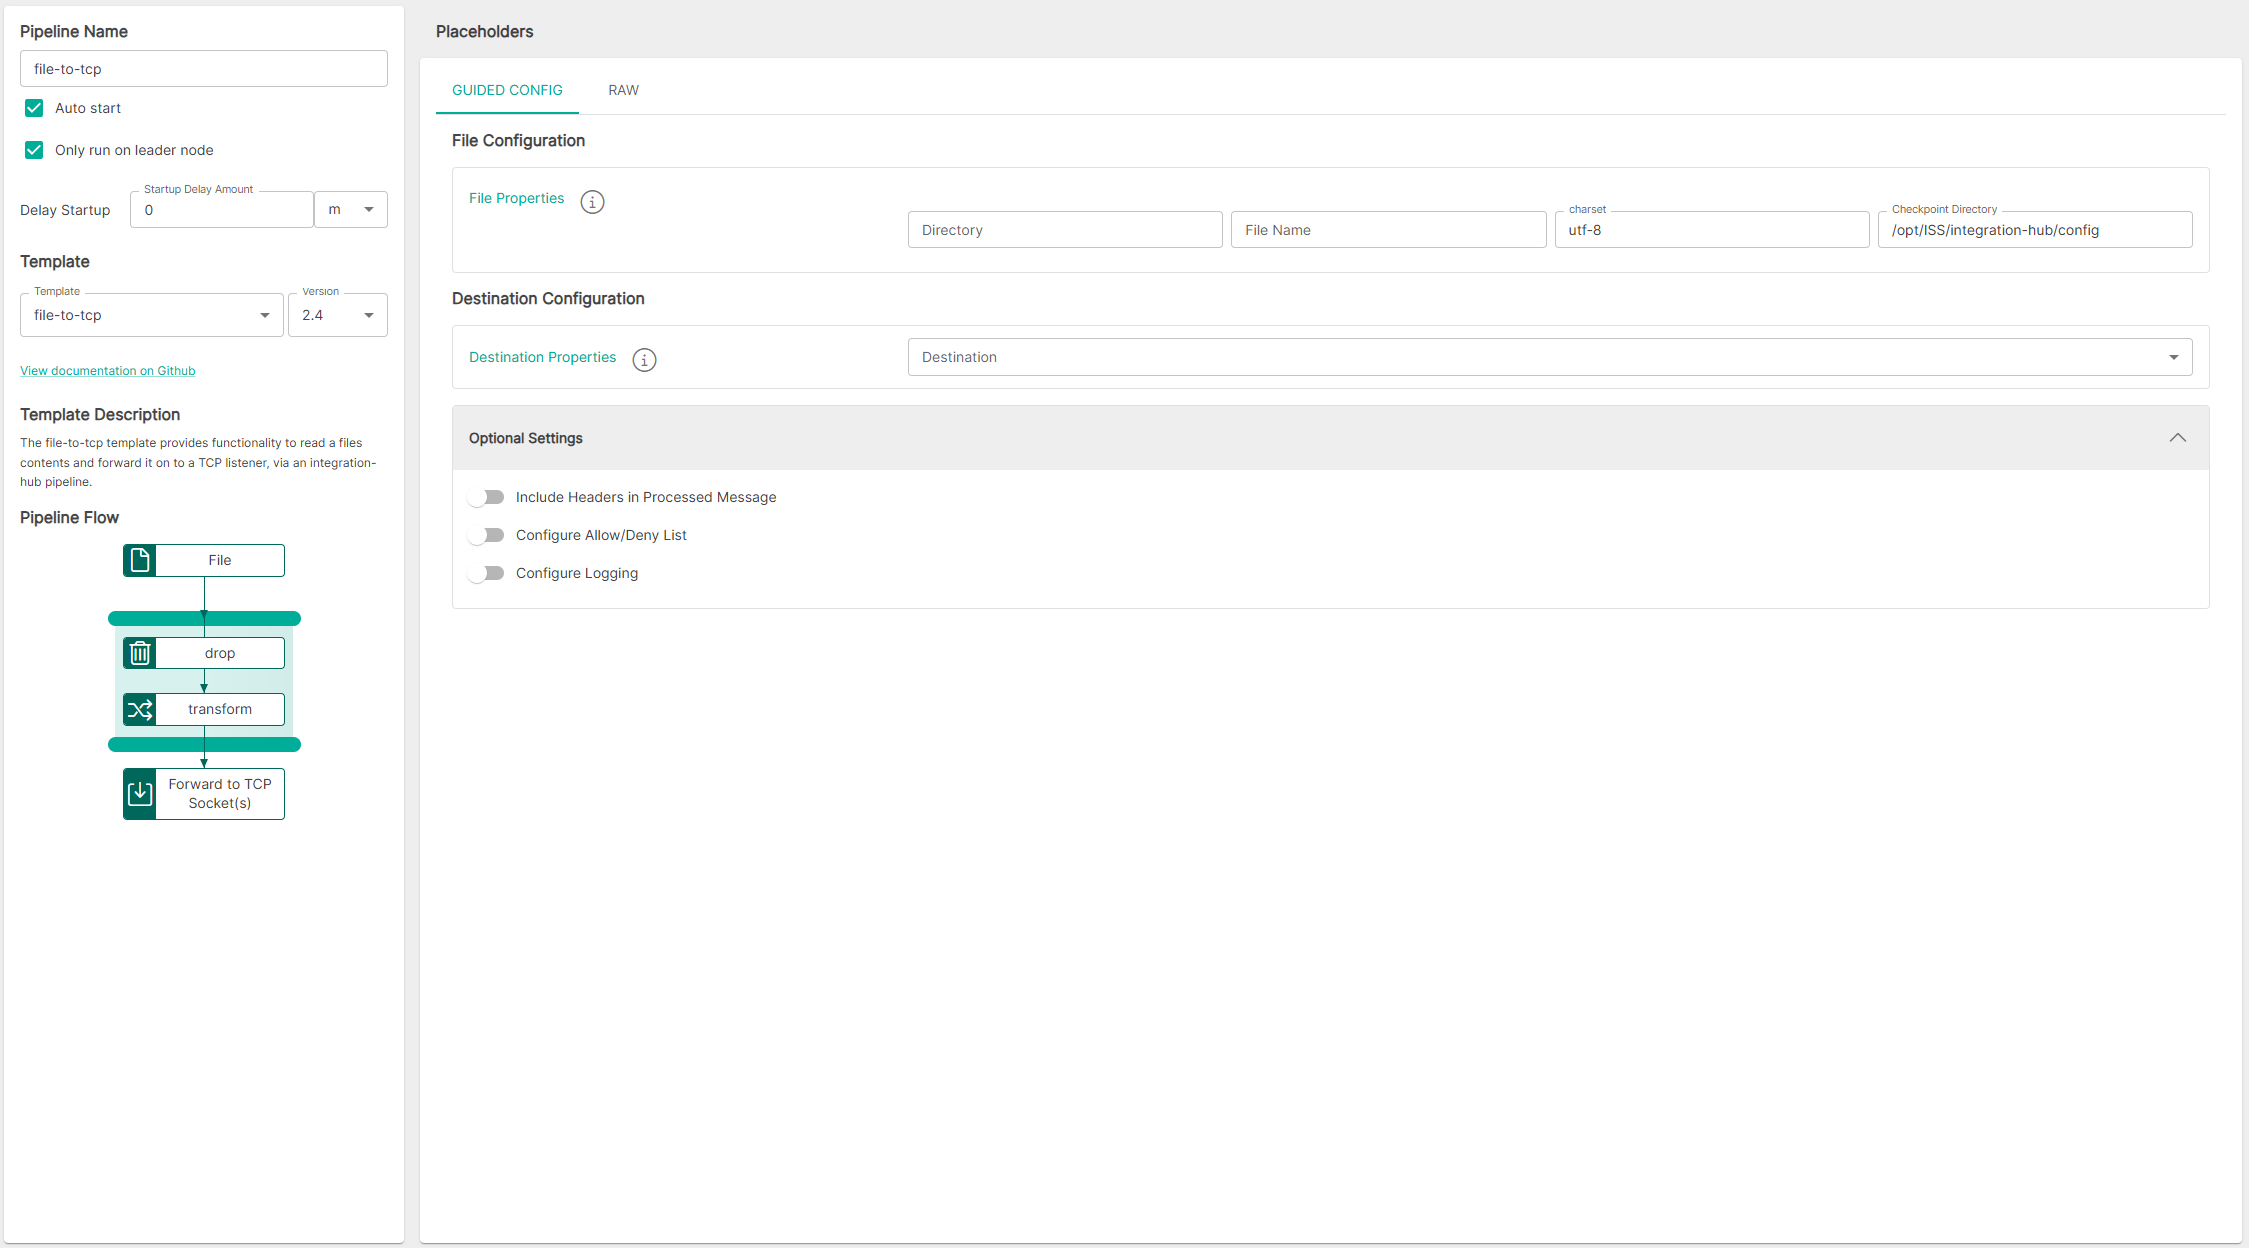 Pipeline Name
file-to-tcp
Auto start
Only run on leader node
Delay Startup
Startup Delay Amount
0
m
Template
Template
file-to-tcp
Version
2.4
View documentation on Github
Template Description
The file-to-tcp template provides functionality to read a files
contents and forward it on to a TCP listener, via an integration-
hub pipeline.
Pipeline Flow
File
drop
transform
Forward to TCP
Socket(s)
Placeholders
GUIDED CONFIG
RAW
File Configuration
File Properties
Directory
File Name
charset
utf-8
Checkpoint Directory
/opt/ISS/integration-hub/config
Destination Configuration
Destination Properties
Destination
Optional Settings
Include Headers in Processed Message
Configure Allow/Deny List
Configure Logging